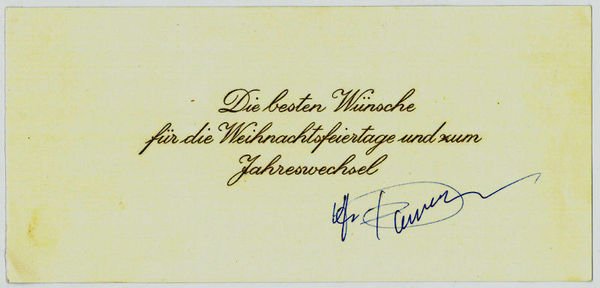 Die besten Wünsche
für die Weihnachtsfeiertage und zum
Jahreswechsel